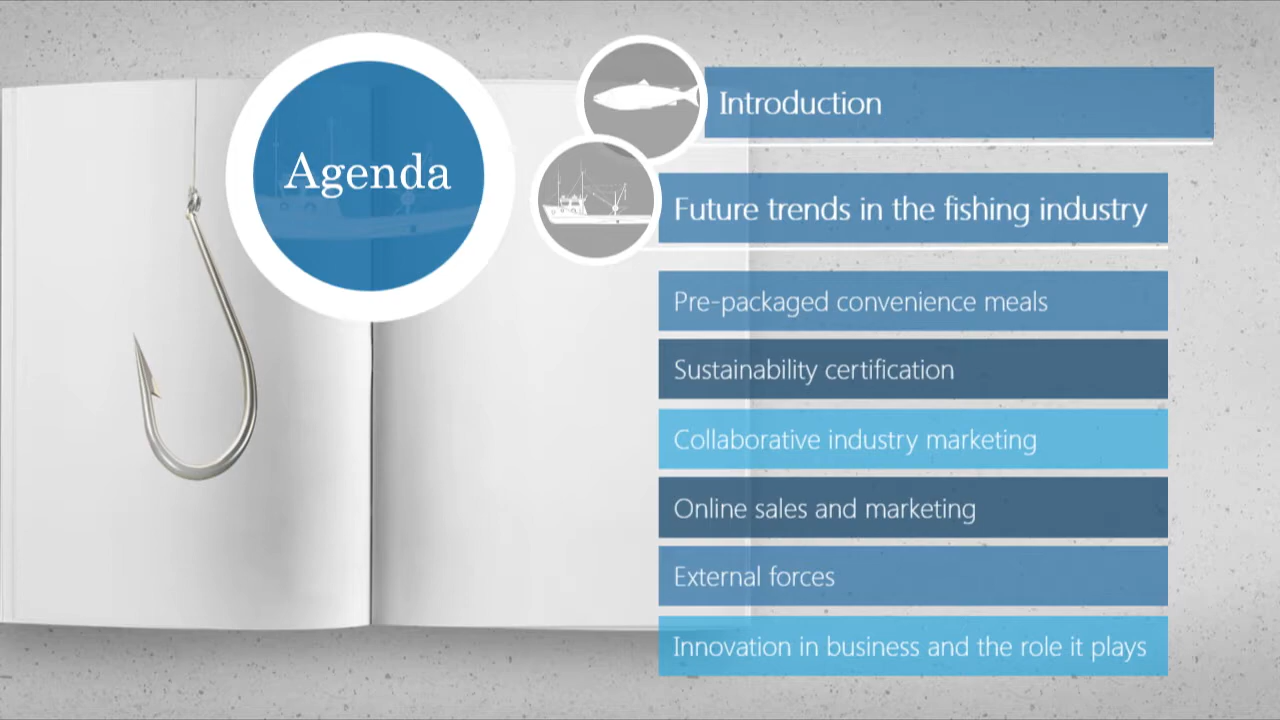 Agenda
Introduction
Future trends in the fishing industry
Pre-packaged convenience meals
Sustainability certification
Collaborative industry marketing
Online sales and marketing
External forces
Innovation in business and the role it plays